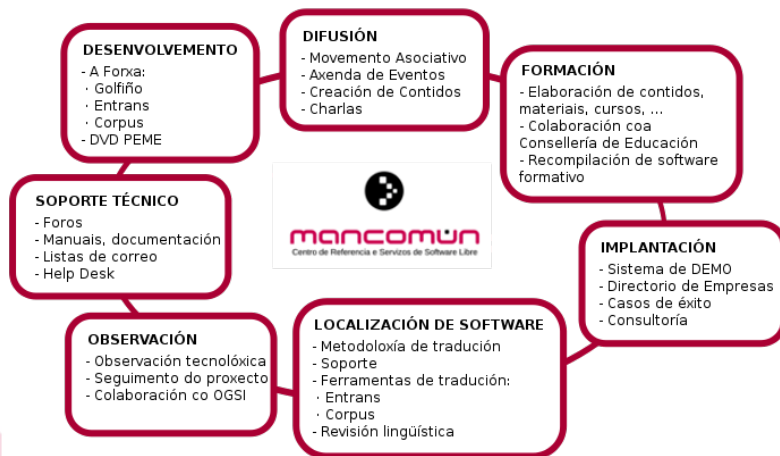 DESENVOLVEMENTO
- A Forxa:
· Golfiño
· Entrans
· Corpus
- DVD PEME
DIFUSIÓN
- Movemento Asociativo
- Axenda de Eventos
- Creación de Contidos
- Charlas
FORMACIÓN
- Elaboración de contidos,
materiais, cursos, ...
- Colaboración coa
Consellería de Educación
- Recompilación de software
formativo
SOPORTE TÉCNICO
- Foros
- Manuais, documentación
- Listas de correo
- Help Desk
mancomún
Centro de Referencia e Servizos de Software Libre
IMPLANTACIÓN
- Sistema de DEMO
- Directorio de Empresas
- Casos de éxito
- Consultoría
OBSERVACIÓN
- Observación tecnolóxica
- Seguimento do proxecto
- Colaboración co OGSI
LOCALIZACIÓN DE SOFTWARE
- Metodoloxía de tradución
- Soporte
- Ferramentas de tradución:
· Entrans
· Corpus
- Revisión lingüística